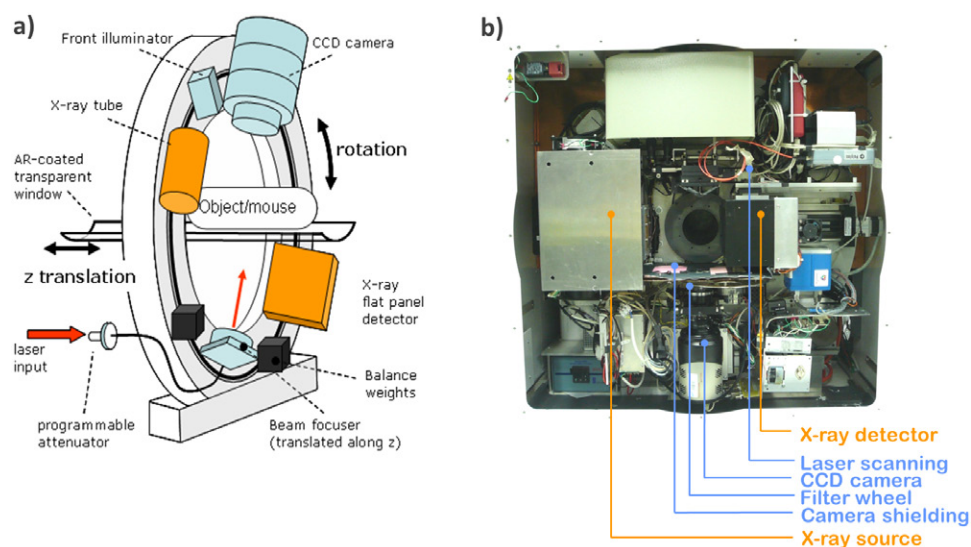 a)
Front illuminator
CCD camera
X-ray tube
rotation
AR-coated
transparent
window
Object/mouse
z translation
X-ray
flat panel
detector
laser
input
Balance
weights
programmable
attenuator
Beam focuser
(translated along z)
b)
X-ray detector
Laser scanning
CCD camera
Filter wheel
Camera shielding
X-ray source